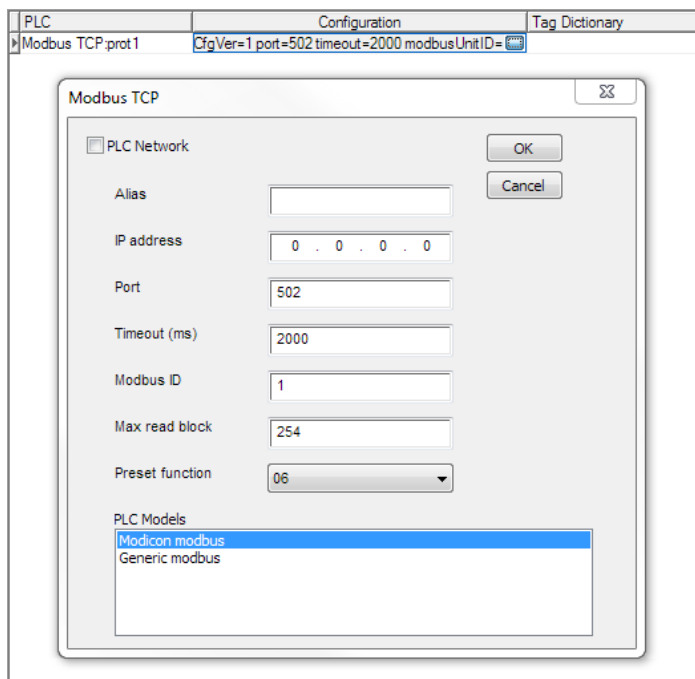 PLC Configuration Tag Dictionary
Modbus TCP:prot1 CfgVer=1 port=502 timeout=2000 modbusUnitID=
Modbus TCP
PLC Network OK
Cancel
Alias
IP address 0 . 0 . 0 . 0
Port 502
Timeout (ms) 2000
Modbus ID 1
Max read block 254
Preset function 06
PLC Models
Modicon modbus
Generic modbus